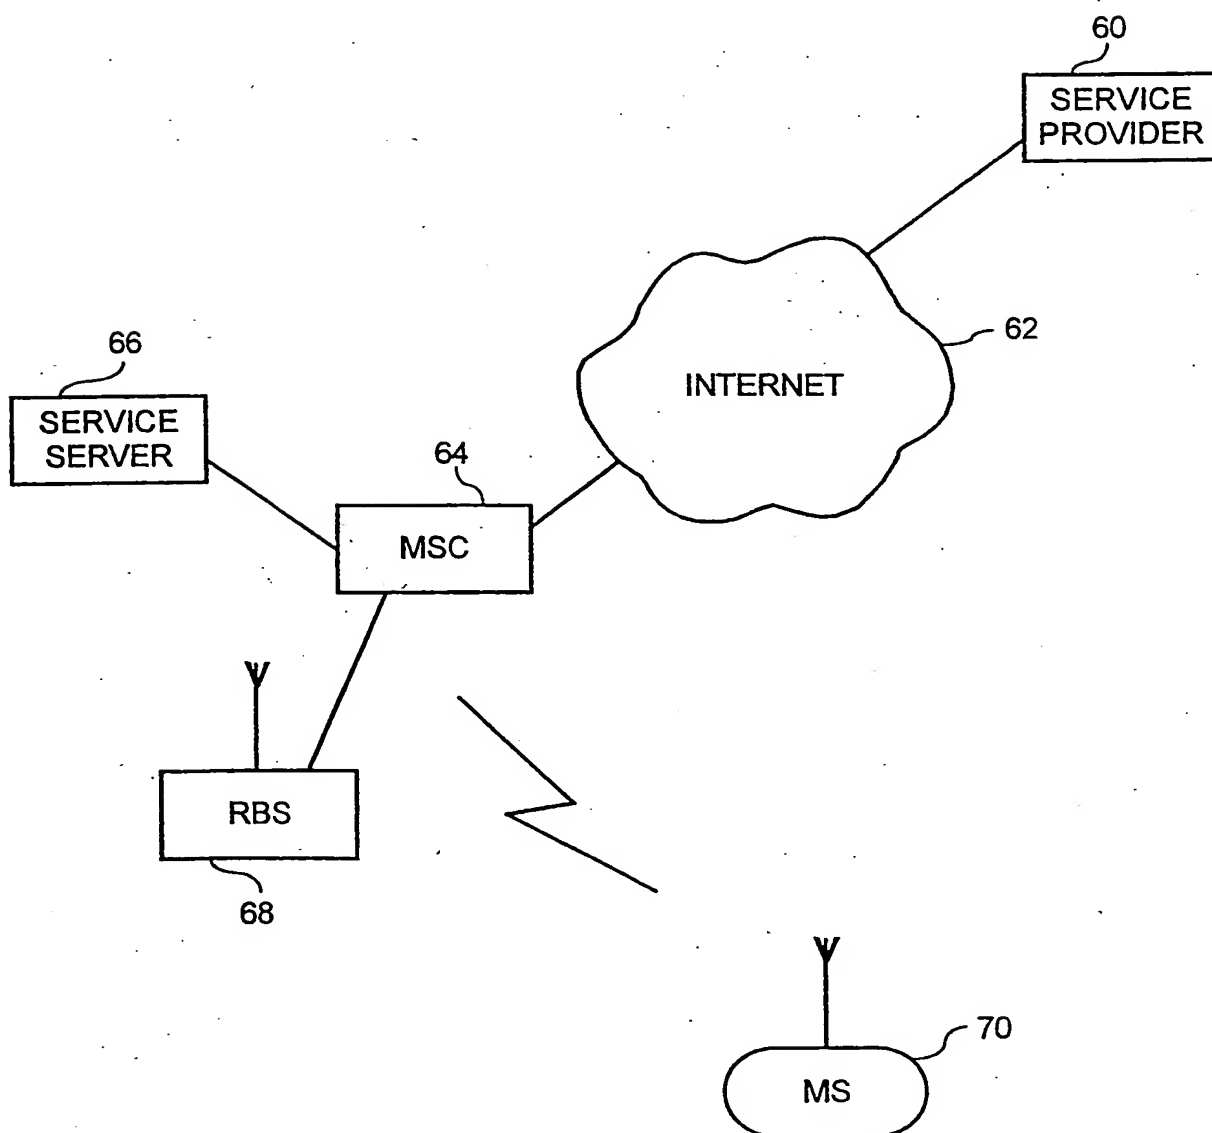 60
SERVICE
PROVIDER
62
INTERNET
66
SERVICE
SERVER
64
MSC
RBS
68
70
MS